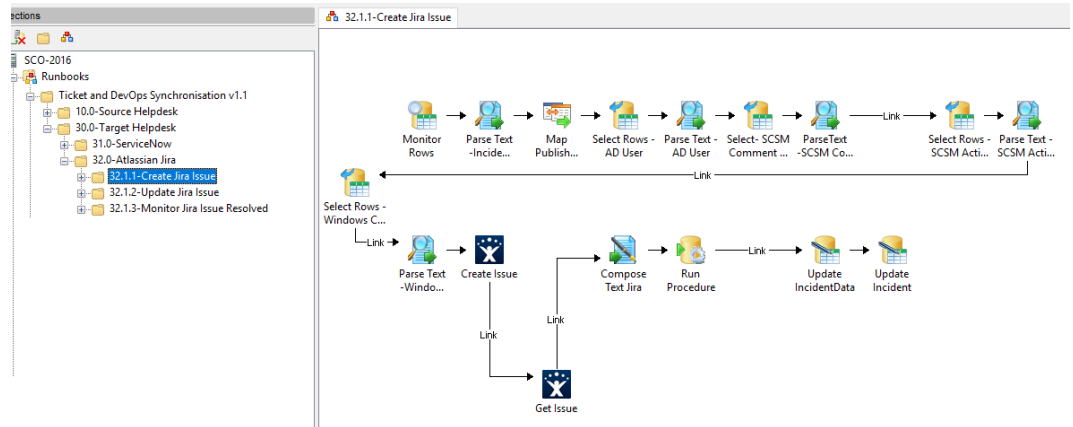 ections
32.1.1-Create Jira Issue
SCO-2016
Runbooks
Ticket and DevOps Synchronisation v1.1
10.0-Source Helpdesk
30.0-Target Helpdesk
31.0-ServiceNow
32.0-Atlassian Jira
32.1.1-Create Jira Issue
32.1.2-Update Jira Issue
32.1.3-Monitor Jira Issue Resolved
Monitor
Rows
Parse Text
-Incide...
Map
Publish...
Select Rows -
AD User
Parse Text -
AD User
Select- SCSM
Comment ...
ParseText
-SCSM Co...
Link
Select Rows -
SCSM Acti...
Parse Text -
SCSM Acti...
Link
Select Rows -
Windows C...
Link
Parse Text
-Windo...
Create Issue
Link
Get Issue
Link
Compose
Text Jira
Run
Procedure
Link
Update
IncidentData
Update
Incident